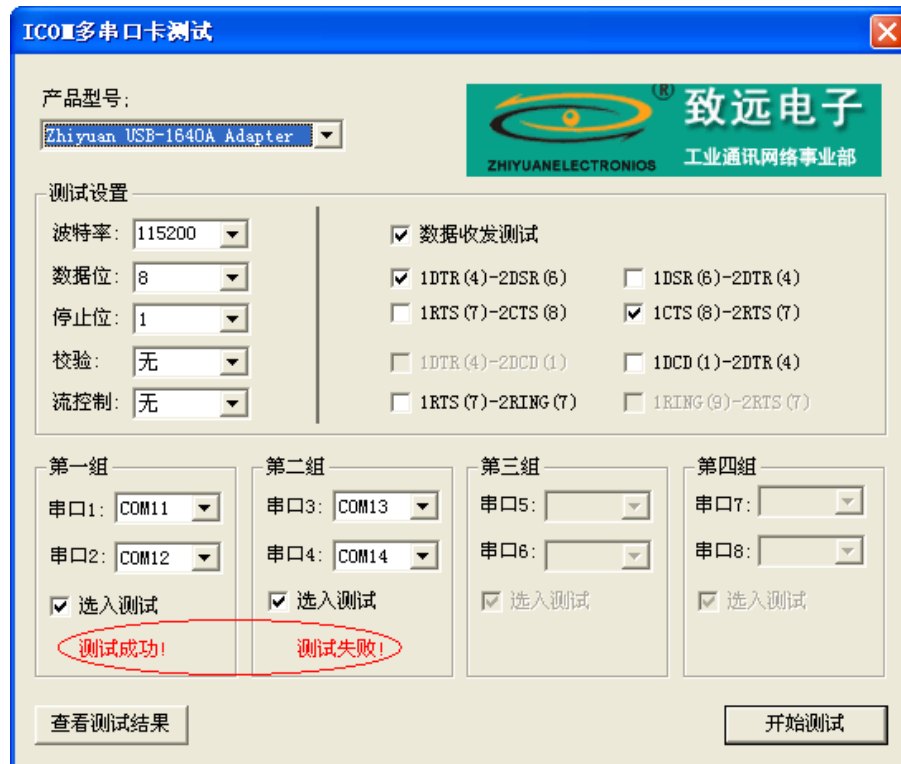 ICOM多串口卡测试
产品型号:
Zhiyuan USB-1640A Adapter
®
致远电子
ZHIYUANELECTRONIOS
工业通讯网络事业部
测试设置
波特率: 115200
数据收发测试
数据位: 8
1DTR(4)-2DSR(6) 1DSR(6)-2DTR(4)
停止位: 1
1RTS(7)-2CTS(8) 1CTS(8)-2RTS(7)
校验: 无
1DTR(4)-2DCD(1) 1DCD(1)-2DTR(4)
流控制: 无
1RTS(7)-2RING(7) 1RING(9)-2RTS(7)
第一组 第二组 第三组 第四组
串口1: COM11 串口3: COM13 串口5: 串口7:
串口2: COM12 串口4: COM14 串口6: 串口8:
选入测试 选入测试 选入测试 选入测试
测试成功! 测试失败!
查看测试结果 开始测试